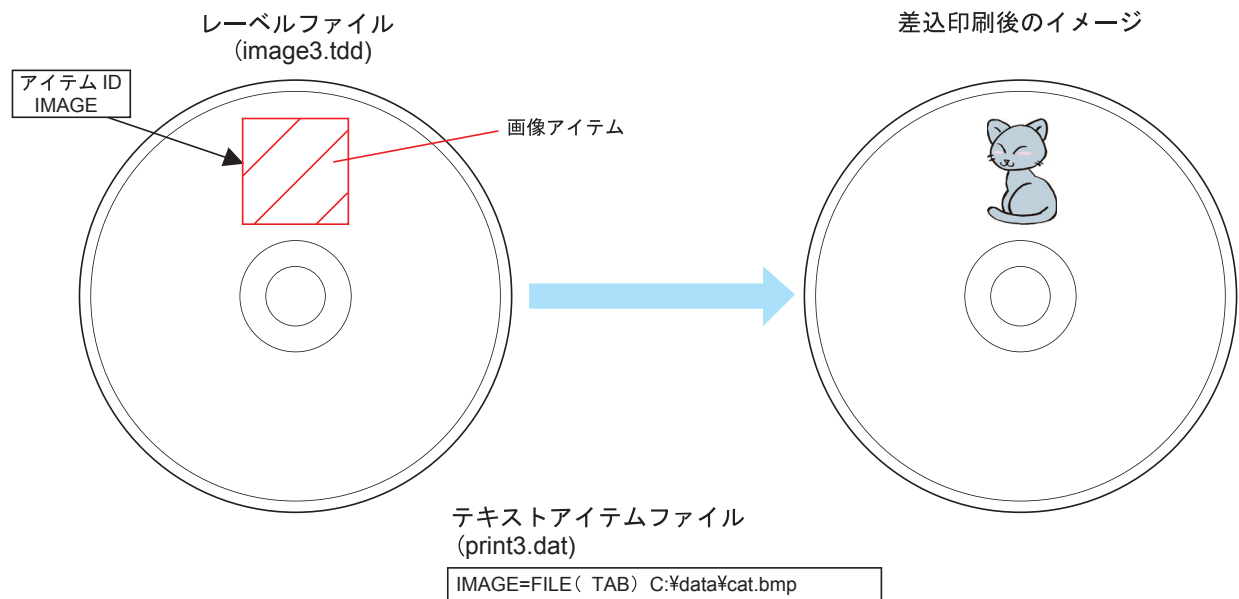 レーベルファイル
(image3.tdd)
差込印刷後のイメージ
アイテム ID
IMAGE
画像アイテム
テキストアイテムファイル
(print3.dat)
IMAGE=FILE( TAB) C:¥data¥cat.bmp